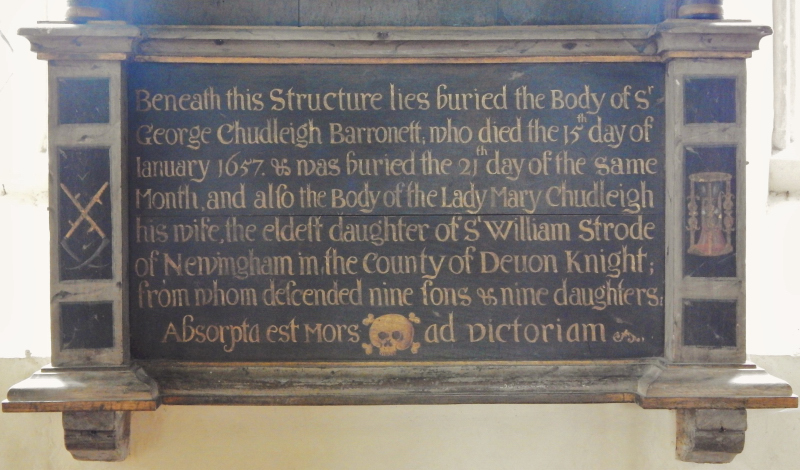 Beneath this Structure lies buried the Body of Sr
George Chudleigh Barronett, who died the 15th day of
Ianuary 1657. & was buried the 21th day of the same
Month, and alſo the Body of the Lady Mary Chudleigh
his wife, the eldeſt daughter of Sr William Strode
of Newingham in, the County of Deuon Knight;
from whom deſcended nine ſons & nine daughters:
Absorpta est Mors ad victoriam